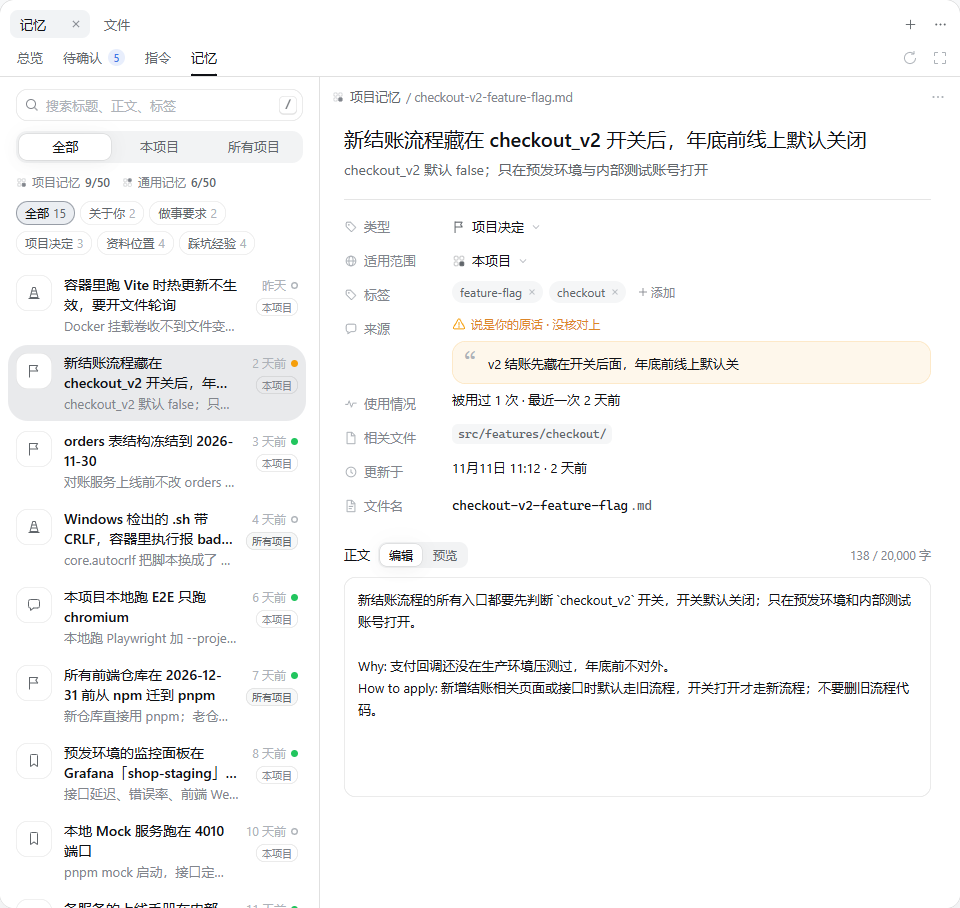 记忆 ×
文件
+ ···
总览
待确认 5
指令
记忆
搜索标题、正文、标签 /
全部
本项目
所有项目
项目记忆 9/50
通用记忆 6/50
全部 15
关于你 2
做事要求 2
项目决定 3
资料位置 4
踩坑经验 4
容器里跑 Vite 时热更新不生效，要开文件轮询
昨天
本项目
Docker 挂载卷收不到文件变...
新结账流程藏在
checkout_v2 开关后，年...
2 天前
本项目
checkout_v2 默认 false；只...
orders 表结构冻结到 2026-
11-30
3 天前
本项目
对账服务上线前不改 orders ...
Windows 检出的 .sh 带
CRLF，容器里执行报 bad...
4 天前
所有项目
core.autocrlf 把脚本换成了 ...
本项目本地跑 E2E 只跑
chromium
6 天前
本项目
本地跑 Playwright 加 --proje...
所有前端仓库在 2026-12-
31 前从 npm 迁到 pnpm
7 天前
所有项目
新仓库直接用 pnpm；老仓...
预发环境的监控面板在
Grafana「shop-staging」...
8 天前
本项目
接口延迟、错误率、前端 We...
本地 Mock 服务跑在 4010
端口
10 天前
本项目
pnpm mock 启动，接口定...
项目记忆 / checkout-v2-feature-flag.md
···
新结账流程藏在 checkout_v2 开关后，年底前线上默认关闭
checkout_v2 默认 false；只在预发环境与内部测试账号打开
类型
项目决定
适用范围
本项目
标签
feature-flag ×
checkout ×
+ 添加
来源
说是你的原话 · 没核对上
“ v2 结账先藏在开关后面，年底前线上默认关
使用情况
被用过 1 次 · 最近一次 2 天前
相关文件
src/features/checkout/
更新于
11月11日 11:12 · 2 天前
文件名
checkout-v2-feature-flag .md
正文
编辑
预览
138 / 20,000 字
新结账流程的所有入口都要先判断 `checkout_v2` 开关，开关默认关闭；只在预发环境和内部测试
账号打开。
Why: 支付回调还没在生产环境压测过，年底前不对外。
How to apply: 新增结账相关页面或接口时默认走旧流程，开关打开才走新流程；不要删旧流程代
码。